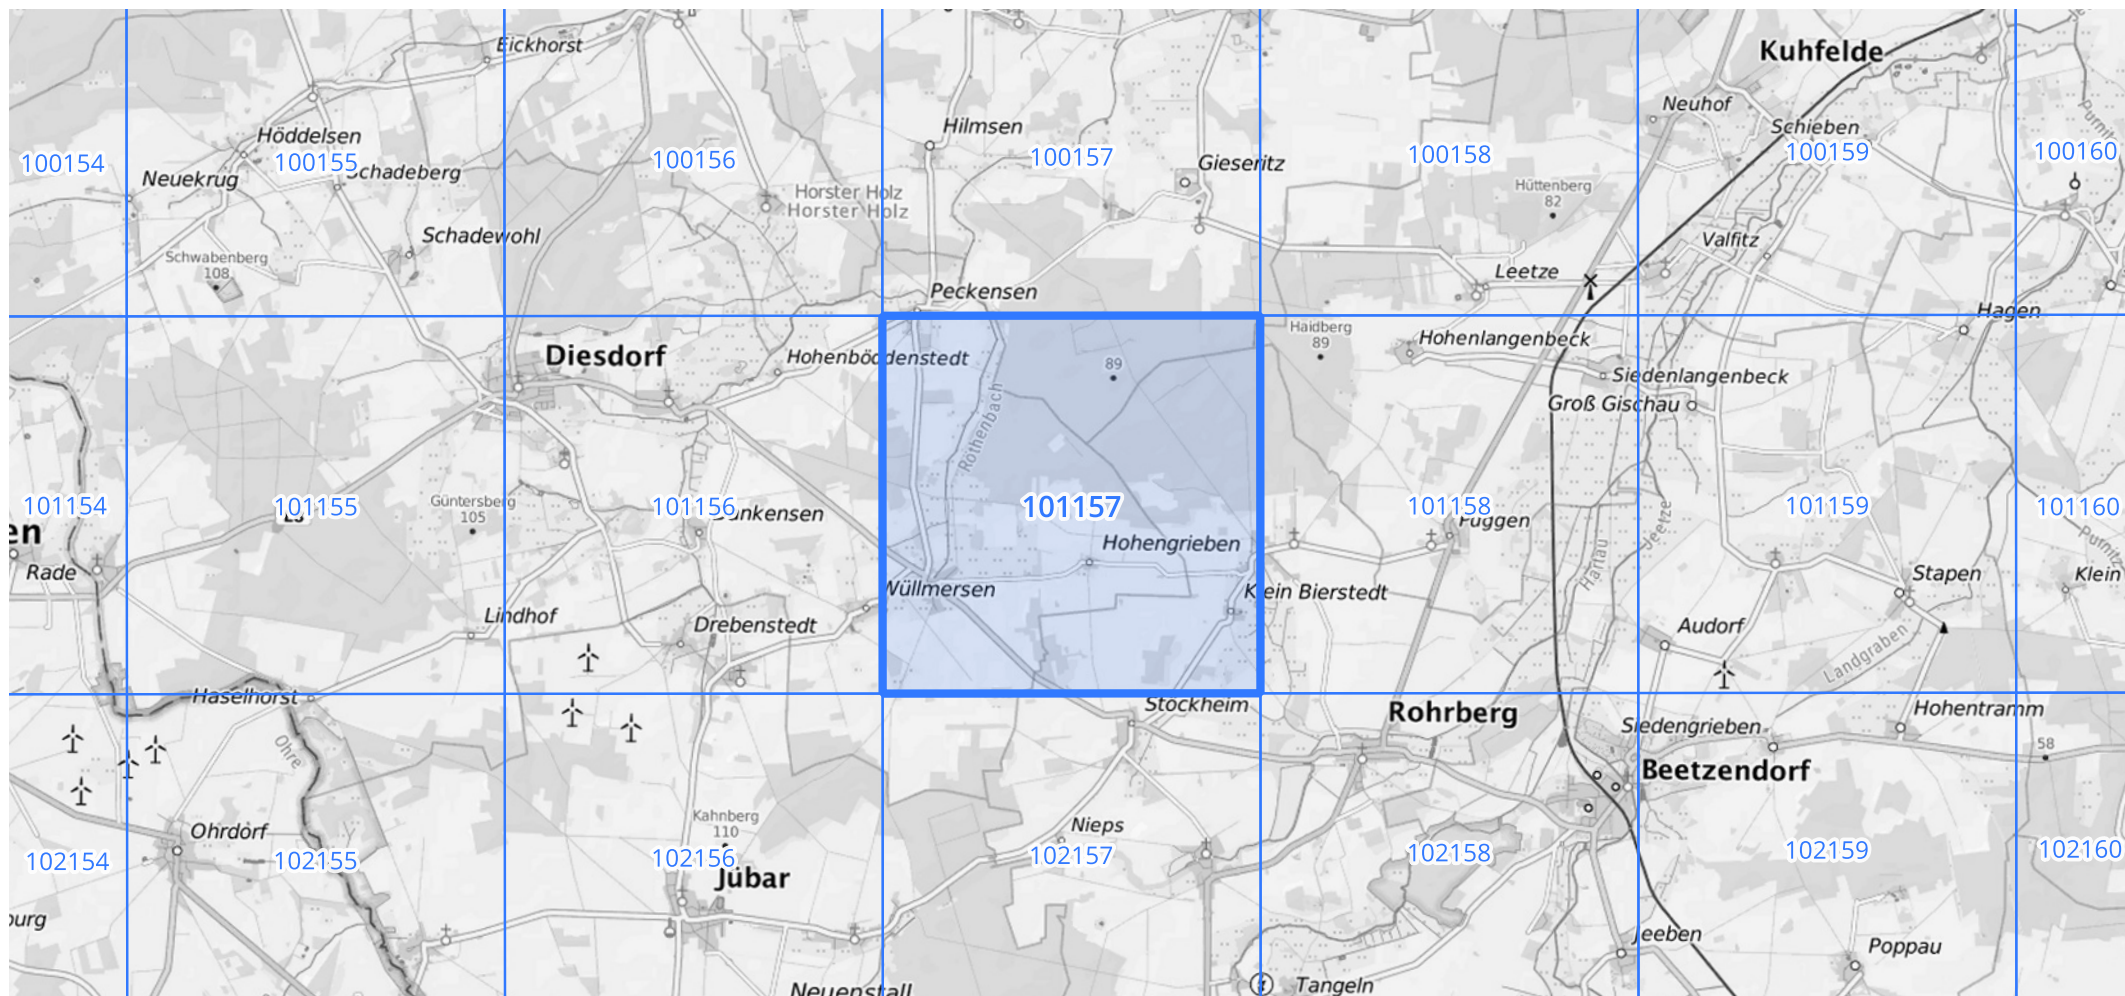 Eickhorst
Kuhfelde
Neuhof
Hilmsen
Schieben
Höddelsen
100154
100155
100156
100157
100158
100159
100160
Purnitz
Neuekrug
Schadeberg
Gieseritz
Horster Holz
Horster Holz
Hüttenberg
82
Schadewohl
Valfitz
Schwabenberg
108
Leetze
Peckensen
Hagen
Haidberg
89
Hohenlangenbeck
Diesdorf
Hohenböddenstedt
89
Siedenlangenbeck
Groß Gischau
Röthenbach
101154
101155
101156
101157
101158
101159
101160
Güntersberg
105
Dankensen
Püggen
en
Jeetze
Hartau
Hohengrieben
Rade
Wüllmersen
Klein Bierstedt
Stapen
Klein
Lindhof
Drebenstedt
Audorf
Landgraben
Haselhorst
Stockheim
Rohrberg
Hohentramm
Siedengrieben
58
Ohre
Beetzendorf
Kahnberg
110
Nieps
Ohrdorf
102154
102155
102156
102157
102158
102159
102160
Jübar
burg
Jeeben
Poppau
Tangeln
Neuenstall